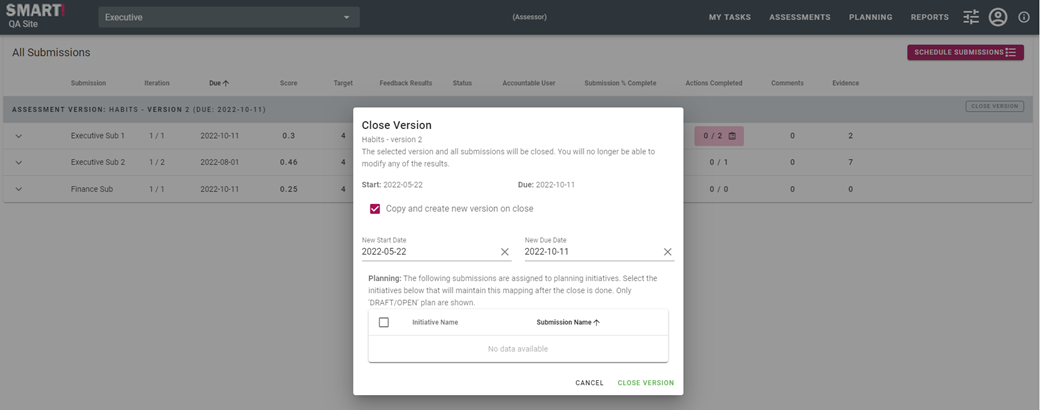 SMART!
QA Site
Executive
(Assessor)
MY TASKS
ASSESSMENTS
PLANNING
REPORTS
All Submissions
SCHEDULE SUBMISSIONS
Submission Iteration Due Score Target Feedback Results Status Accountable User Submission % Complete Actions Completed Comments Evidence
ASSESSMENT VERSION: HABITS - VERSION 2 (DUE: 2022-10-11)
CLOSE VERSION
Executive Sub 1 1 / 1 2022-10-11 0.3 4 0 / 2 0 2
Executive Sub 2 1 / 2 2022-08-01 0.46 4 0 / 1 0 7
Finance Sub 1 / 1 2022-10-11 0.25 4 0 / 0 0 0
Close Version
Habits - version 2
The selected version and all submissions will be closed. You will no longer be able to
modify any of the results.
Start: 2022-05-22 Due: 2022-10-11
Copy and create new version on close
New Start Date New Due Date
2022-05-22 2022-10-11
Planning: The following submissions are assigned to planning initiatives. Select the
initiatives below that will maintain this mapping after the close is done. Only
'DRAFT/OPEN' plan are shown.
Initiative Name Submission Name
No data available
CANCEL CLOSE VERSION